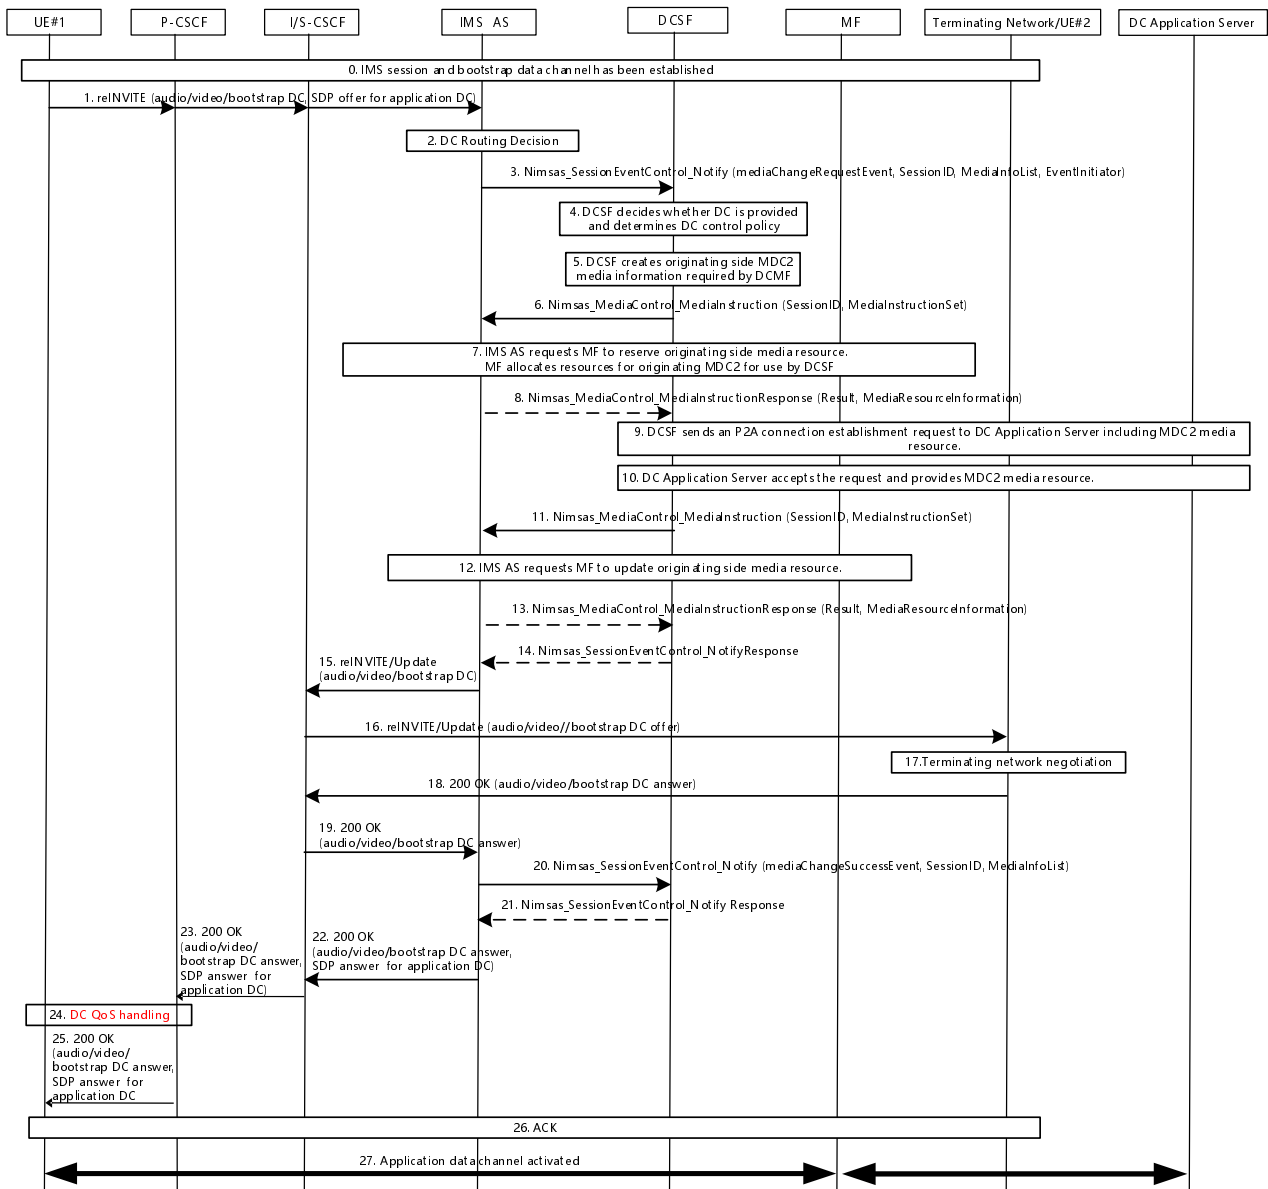 UE#1
P-CSCF
I/S-CSCF
IMS AS
DCSF
MF
Terminating Network/UE#2
DC Application Server
0. IMS session and bootstrap data channel has been established
1. reINVITE (audio/video/bootstrap DC, SDP offer for application DC)
2. DC Routing Decision
3. Nimsas_SessionEventControl_Notify (mediaChangeRequestEvent, SessionID, MediaInfoList, EventInitiator)
4. DCSF decides whether DC is provided
and determines DC control policy
5. DCSF creates originating side MDC2
media information required by DCMF
6. Nimsas_MediaControl_MediaInstruction (SessionID, MediaInstructionSet)
7. IMS AS requests MF to reserve originating side media resource.
MF allocates resources for originating MDC2 for use by DCSF
8. Nimsas_MediaControl_MediaInstructionResponse (Result, MediaResourceInformation)
9. DCSF sends an P2A connection establishment request to DC Application Server including MDC2 media
resource.
10. DC Application Server accepts the request and provides MDC2 media resource.
11. Nimsas_MediaControl_MediaInstruction (SessionID, MediaInstructionSet)
12. IMS AS requests MF to update originating side media resource.
13. Nimsas_MediaControl_MediaInstructionResponse (Result, MediaResourceInformation)
14. Nimsas_SessionEventControl_NotifyResponse
15. reINVITE/Update
(audio/video/bootstrap DC)
16. reINVITE/Update (audio/video//bootstrap DC offer)
17.Terminating network negotiation
18. 200 OK (audio/video/bootstrap DC answer)
19. 200 OK
(audio/video/bootstrap DC answer)
20. Nimsas_SessionEventControl_Notify (mediaChangeSuccessEvent, SessionID, MediaInfoList)
21. Nimsas_SessionEventControl_Notify Response
22. 200 OK
(audio/video/bootstrap DC answer,
SDP answer for application DC)
23. 200 OK
(audio/video/
bootstrap DC answer,
SDP answer for
application DC)
24. DC QoS handling
25. 200 OK
(audio/video/
bootstrap DC answer,
SDP answer for
application DC
26. ACK
27. Application data channel activated